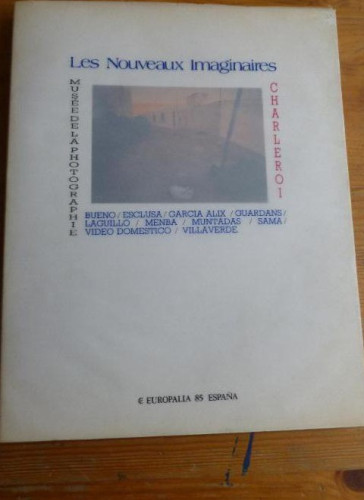 Les Nouveaux Imaginaires
MUSÉE DE LA PHOTOGRAPHIE
CHARLEROI
BUENO / ESCLUSA / GARCIA ALIX / GUARDANS /
LAGUILLO / MENBA / MUNTADAS / SAMA /
VIDEO DOMESTICO / VILLAVERDE
€ EUROPALIA 85 ESPAÑA